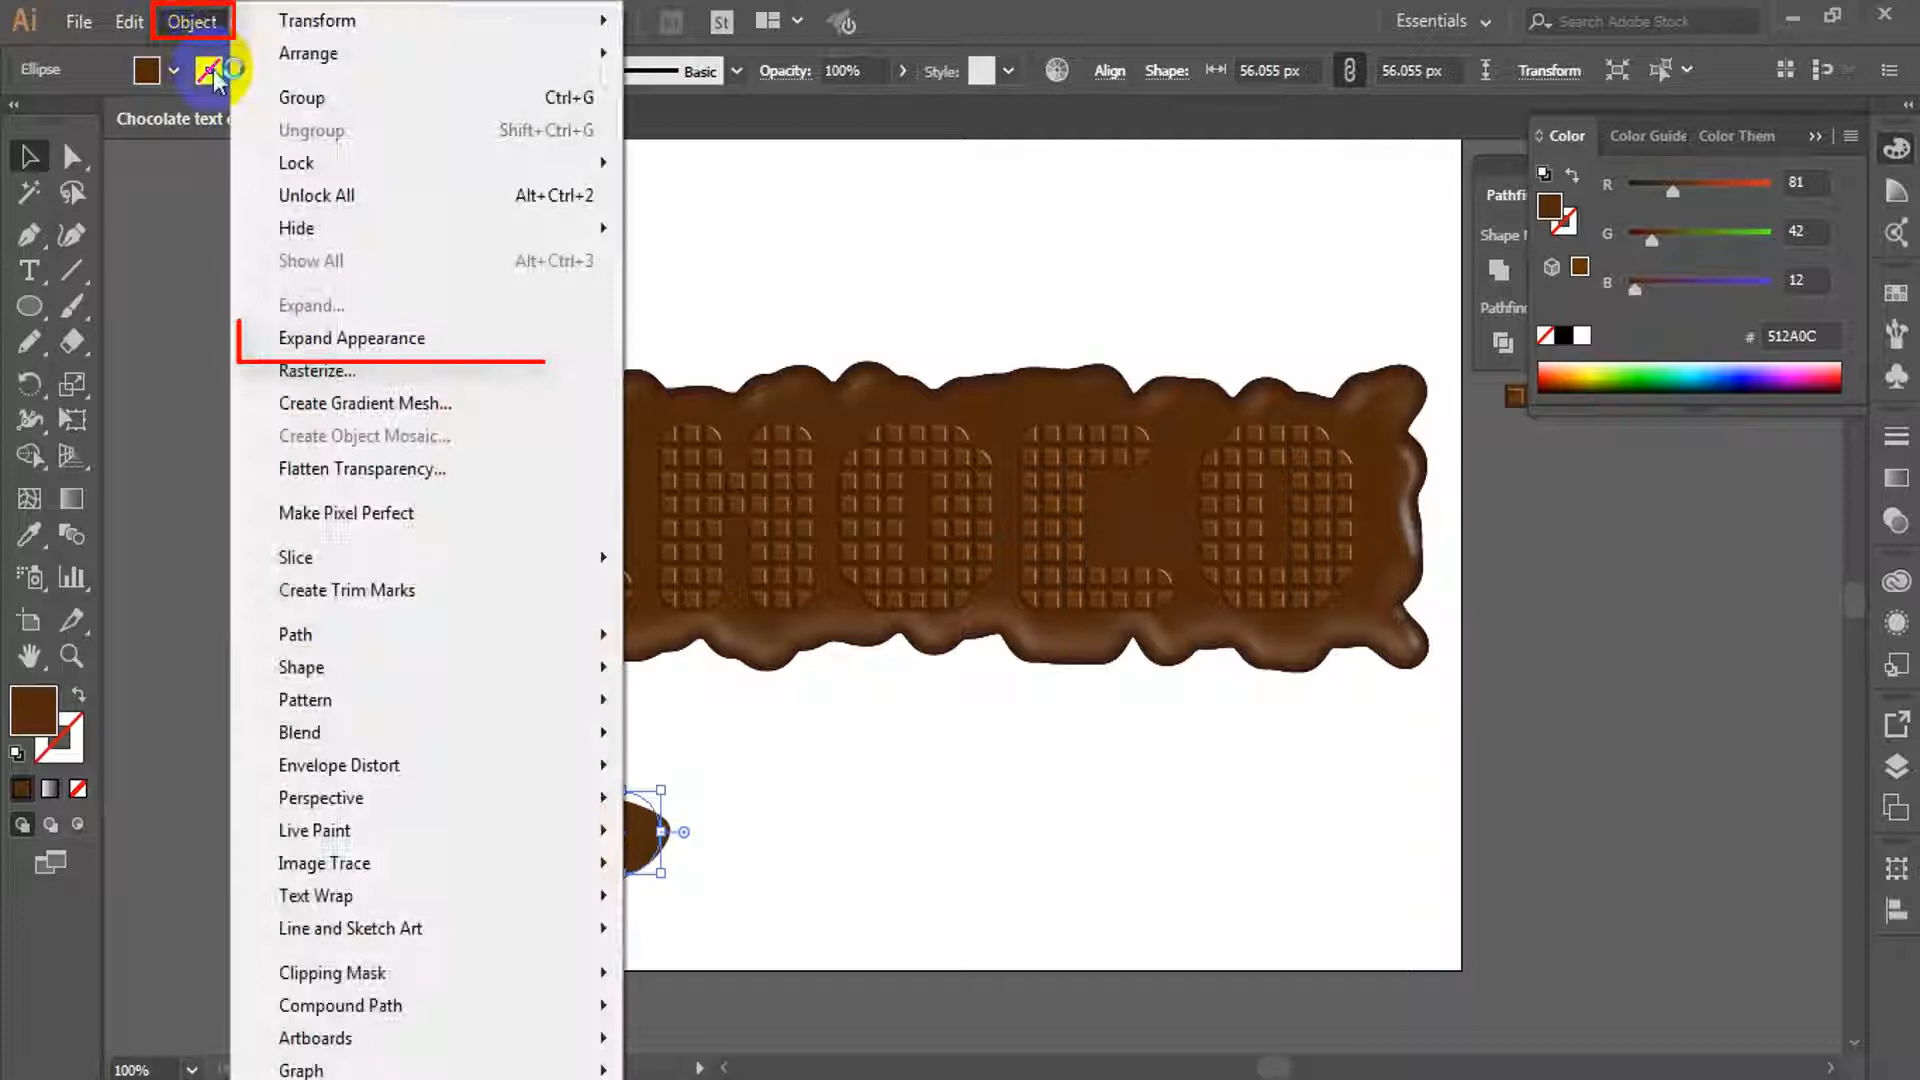 Ai File Edit Object
St Essentials Search Adobe Stock
Ellipse Basic Opacity: 100% Style: Align Shape: 56.055 px 56.055 px Transform
Chocolate text
Transform
Arrange
Group Ctrl+G
Ungroup Shift+Ctrl+G
Lock
Unlock All Alt+Ctrl+2
Hide
Show All Alt+Ctrl+3
Expand...
Expand Appearance
Rasterize...
Create Gradient Mesh...
Create Object Mosaic...
Flatten Transparency...
Make Pixel Perfect
Slice
Create Trim Marks
Path
Shape
Pattern
Blend
Envelope Distort
Perspective
Live Paint
Image Trace
Text Wrap
Line and Sketch Art
Clipping Mask
Compound Path
Artboards
Graph
HOCO
Pathfi
Shape
Pathfin
Color Color Guide Color Them
R 81
G 42
B 12
# 512A0C
100%